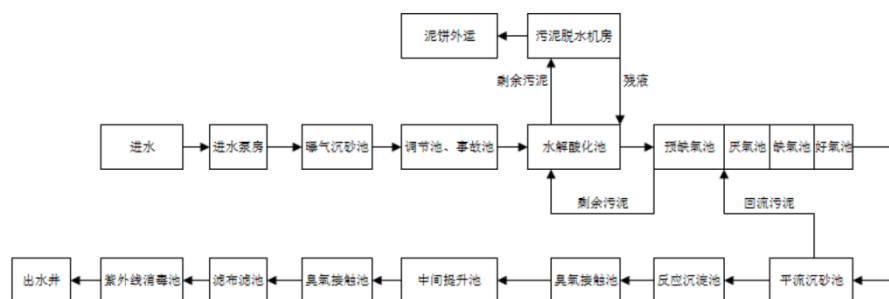 泥饼外运
污泥脱水机房
剩余污泥
残液
进水
进水泵房
曝气沉砂池
调节池、事故池
水解酸化池
预缺氧池
厌氧池
缺氧池
好氧池
剩余污泥
回流污泥
出水井
紫外线消毒池
滤布滤池
臭氧接触池
中间提升池
臭氧接触池
反应沉淀池
平流沉砂池